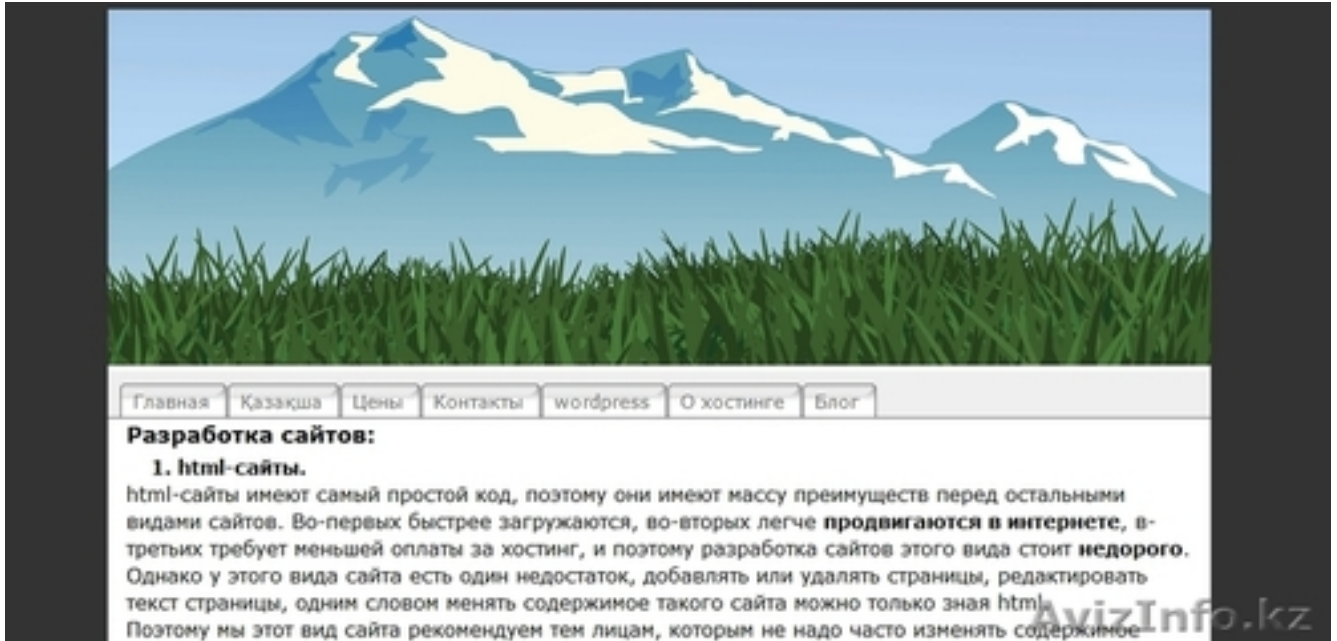 Главная Қазақша Цены Контакты wordpress О хостинге Блог
Разработка сайтов:
1. html-сайты.
html-сайты имеют самый простой код, поэтому они имеют массу преимуществ перед остальными
видами сайтов. Во-первых быстрее загружаются, во-вторых легче продвигаются в интернете, в-
третьих требует меньшей оплаты за хостинг, и поэтому разработка сайтов этого вида стоит недорого.
Однако у этого вида сайта есть один недостаток, добавлять или удалять страницы, редактировать
текст страницы, одним словом менять содержимое такого сайта можно только зная html.
Поэтому мы этот вид сайта рекомендуем тем лицам, которым не надо часто изменять содержимое
AvizInfo.kz